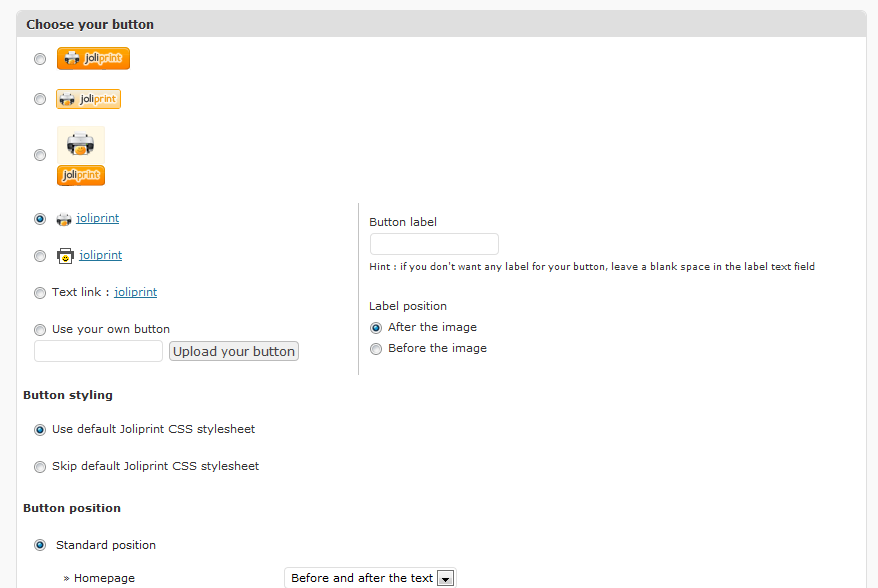 Choose your button
joliprint
joliprint
joliprint
joliprint
joliprint
Text link : joliprint
Use your own button
Upload your button
Button label
Hint : if you don't want any label for your button, leave a blank space in the label text field
Label position
After the image
Before the image
Button styling
Use default Joliprint CSS stylesheet
Skip default Joliprint CSS stylesheet
Button position
Standard position
» Homepage
Before and after the text